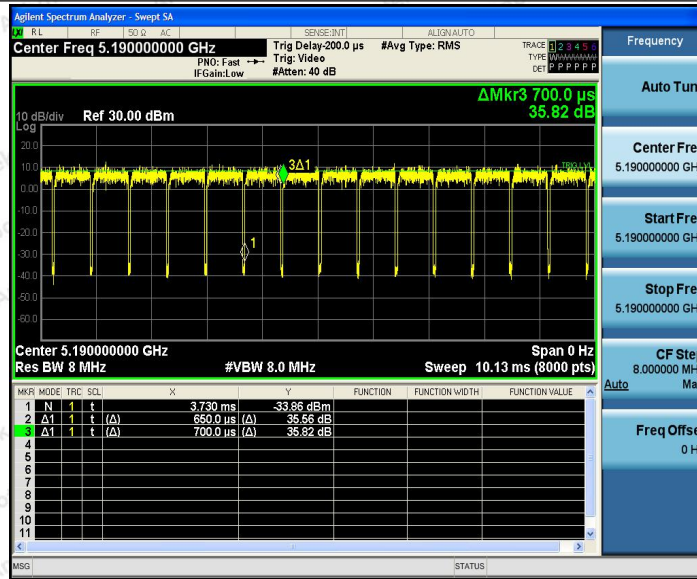 Agilent Spectrum Analyzer - Swept SA
LXI RL RF 50 Ω AC SENSE:INT ALIGNAUTO
Center Freq 5.190000000 GHz
PNO: Fast
IFGain:Low
Trig Delay-200.0 µs
Trig: Video
#Atten: 40 dB
#Avg Type: RMS
TRACE 1 2 3 4 5 6
TYPE WWWWWW
DET P P P P P P
ΔMkr3 700.0 µs
35.82 dB
10 dB/div Ref 30.00 dBm
Log
20.0
10.0
0.00
-10.0
-20.0
-30.0
-40.0
-50.0
-60.0
3Δ1
TRIG LVL
1
Center 5.190000000 GHz Span 0 Hz
Res BW 8 MHz #VBW 8.0 MHz Sweep 10.13 ms (8000 pts)
MKR MODE TRC SCL X Y FUNCTION FUNCTION WIDTH FUNCTION VALUE
1 N 1 t 3.730 ms -33.86 dBm
2 Δ1 1 t (Δ) 650.0 µs (Δ) 35.56 dB
3 Δ1 1 t (Δ) 700.0 µs (Δ) 35.82 dB
4
5
6
7
8
9
10
11
MSG STATUS
Frequency
Auto Tun
Center Fre
5.190000000 GH
Start Fre
5.190000000 GH
Stop Fre
5.190000000 GH
CF Ste
8.000000 MH
Auto Ma
Freq Offse
0 H